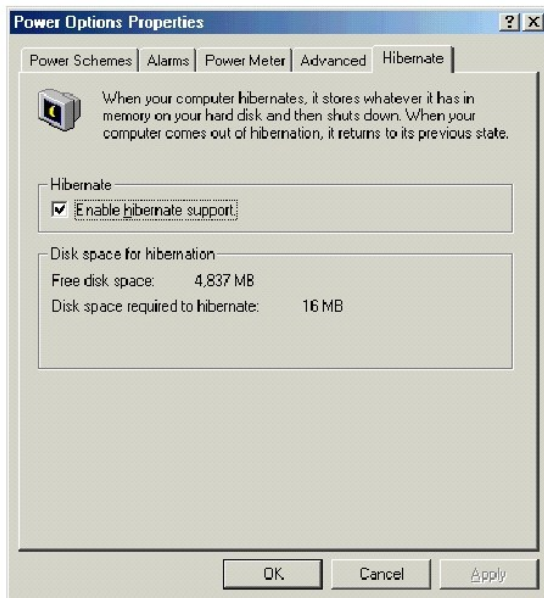 Power Options Properties
Power Schemes Alarms Power Meter Advanced Hibernate
When your computer hibernates, it stores whatever it has in
memory on your hard disk and then shuts down. When your
computer comes out of hibernation, it returns to its previous state.
Hibernate
Enable hibernate support
Disk space for hibernation
Free disk space: 4,837 MB
Disk space required to hibernate: 16 MB
OK Cancel Apply